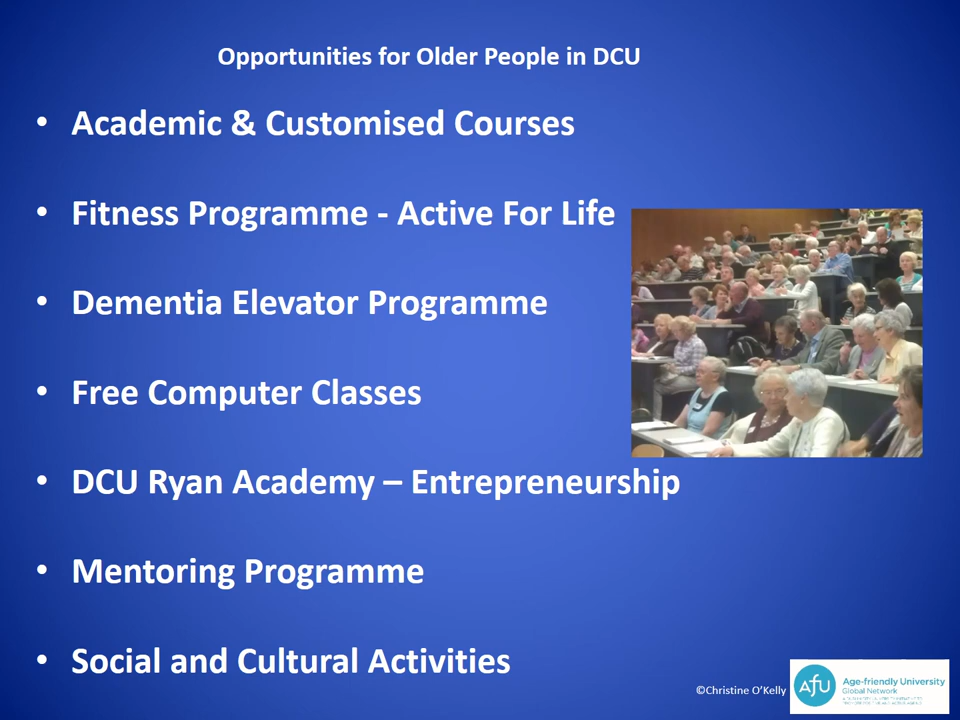 Opportunities for Older People in DCU
• Academic & Customised Courses
• Fitness Programme - Active For Life
• Dementia Elevator Programme
• Free Computer Classes
• DCU Ryan Academy – Entrepreneurship
• Mentoring Programme
• Social and Cultural Activities
©Christine O'Kelly
AFU
Age-friendly University
Global Network